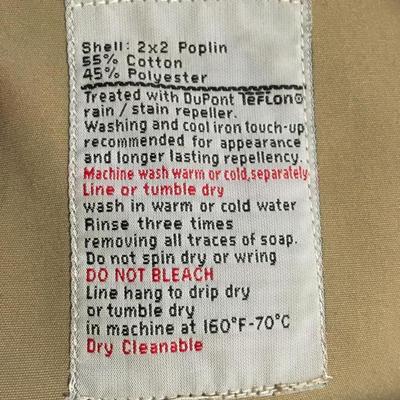 Shell: 2x2 Poplin
55% Cotton
45% Polyester
Treated with DuPont Teflon®
rain / stain repeller.
Washing and cool iron touch-up
recommended for appearance
and longer lasting repellency.
Machine wash warm or cold,separately
Line or tumble dry
wash in warm or cold water
Rinse three times
removing all traces of soap.
Do not spin dry or wring
DO NOT BLEACH
Line hang to drip dry
or tumble dry
in machine at 160°F-70°C
Dry Cleanable